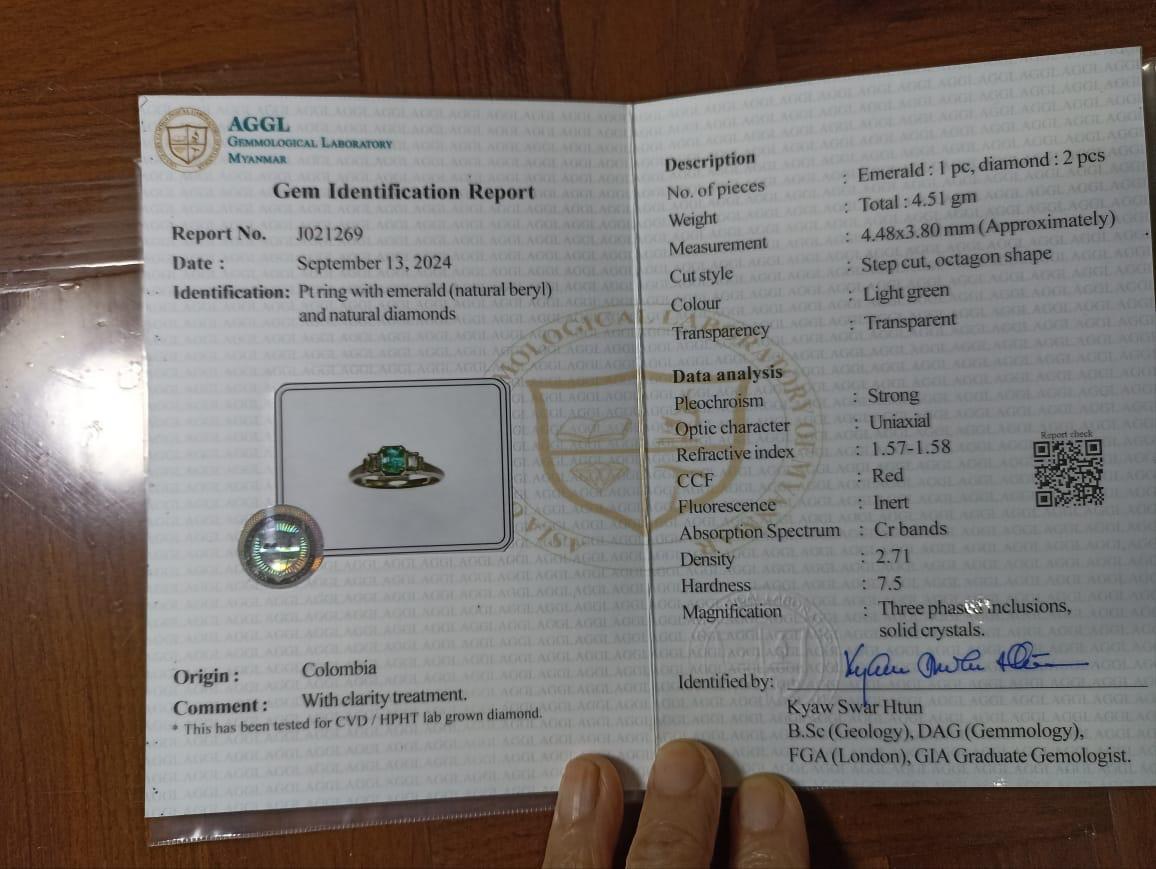 AGGL
GEMMOLOGICAL LABORATORY
MYANMAR
Gem Identification Report
Report No. J021269
Date : September 13, 2024
Identification: Pt ring with emerald (natural beryl)
and natural diamonds
Origin : Colombia
Comment : With clarity treatment.
* This has been tested for CVD / HPHT lab grown diamond.
Description
No. of pieces : Emerald : 1 pc, diamond : 2 pcs
Weight : Total : 4.51 gm
Measurement : 4.48x3.80 mm (Approximately)
Cut style : Step cut, octagon shape
Colour : Light green
Transparency : Transparent
Data analysis
Pleochroism : Strong
Optic character : Uniaxial
Refractive index : 1.57-1.58
CCF : Red
Fluorescence : Inert
Absorption Spectrum : Cr bands
Density : 2.71
Hardness : 7.5
Magnification : Three phases inclusions,
solid crystals.
Report check
Identified by:
Kyaw Swar Htun
B.Sc (Geology), DAG (Gemmology),
FGA (London), GIA Graduate Gemologist.